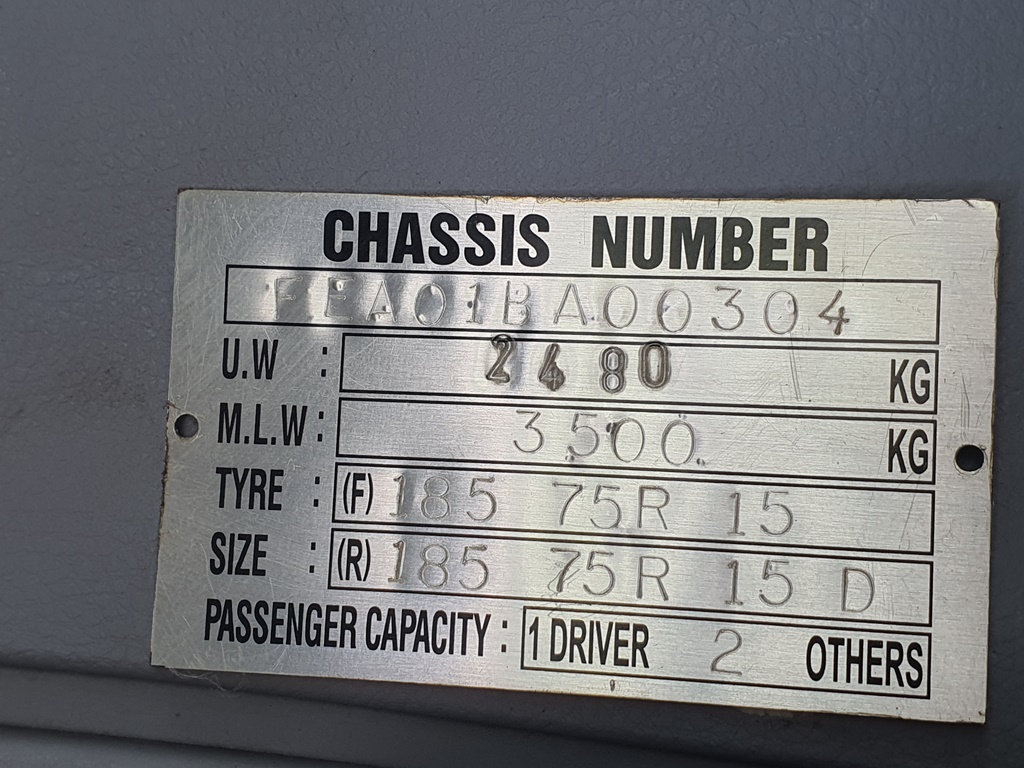 CHASSIS NUMBER
FEA01BA00304
U.W : 2480 KG
M.L.W : 3500 KG
TYRE : (F) 185 75R 15
SIZE : (R) 185 75R 15 D
PASSENGER CAPACITY : 1 DRIVER 2 OTHERS